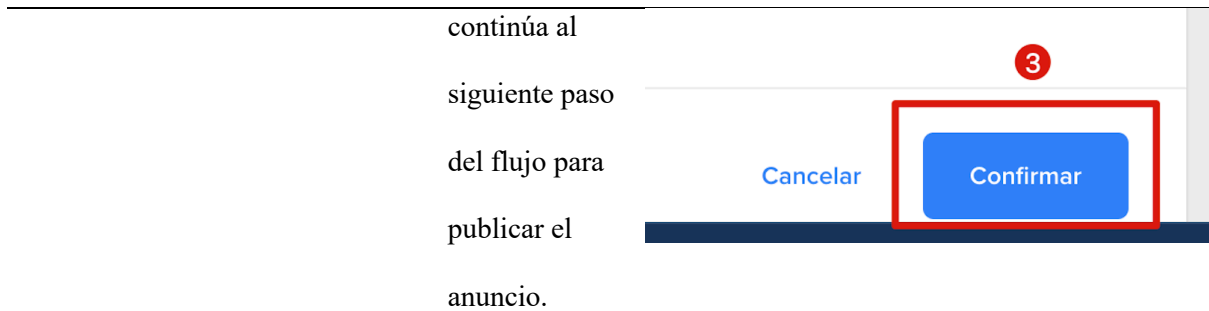 continúa al
siguiente paso
del flujo para
publicar el
anuncio.
3
Cancelar
Confirmar